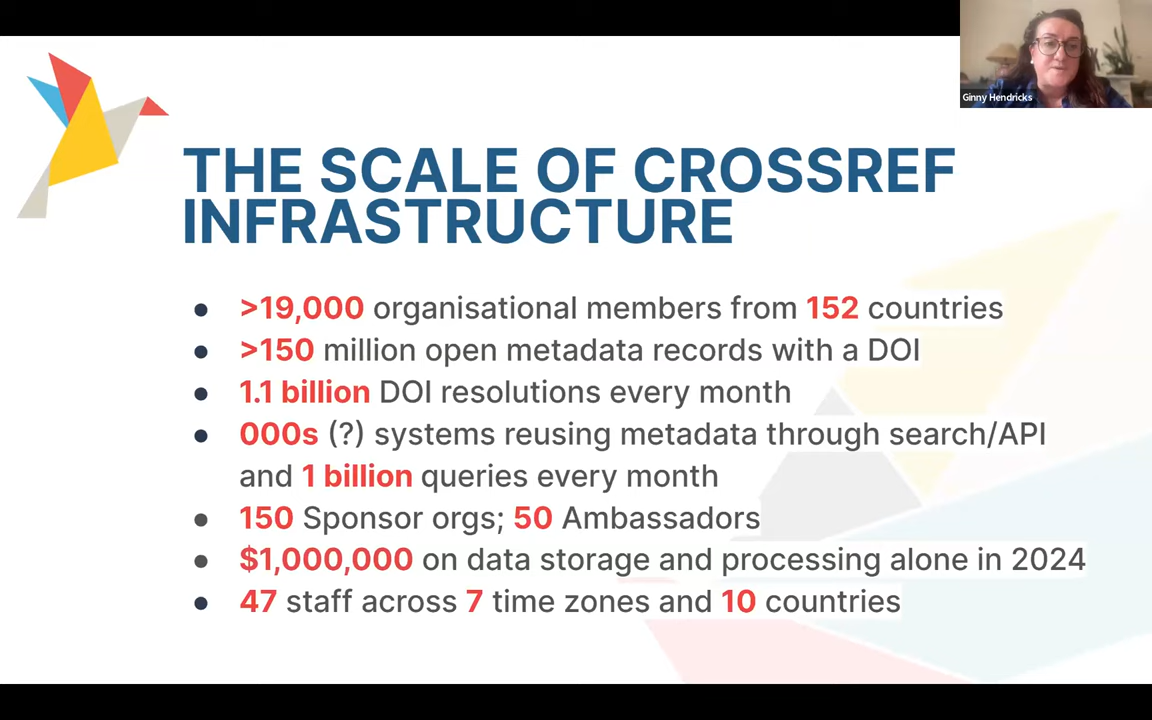 Ginny Hendricks
THE SCALE OF CROSSREF
INFRASTRUCTURE
● >19,000 organisational members from 152 countries
● >150 million open metadata records with a DOI
● 1.1 billion DOI resolutions every month
● 000s (?) systems reusing metadata through search/API
and 1 billion queries every month
● 150 Sponsor orgs; 50 Ambassadors
● $1,000,000 on data storage and processing alone in 2024
● 47 staff across 7 time zones and 10 countries